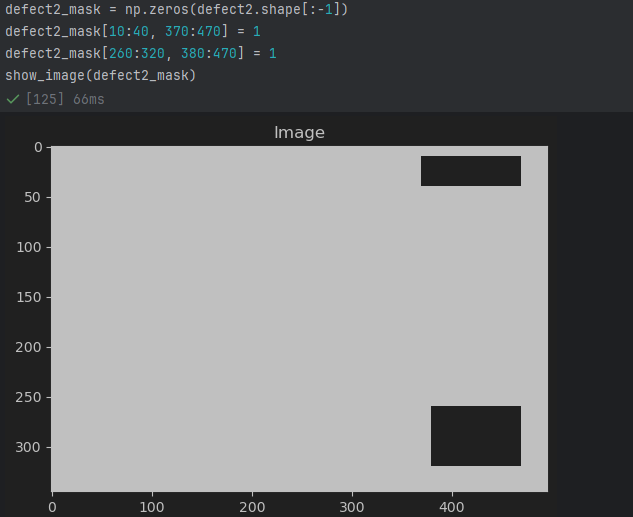 defect2_mask = np.zeros(defect2.shape[:-1])
defect2_mask[10:40, 370:470] = 1
defect2_mask[260:320, 380:470] = 1
show_image(defect2_mask)
[125] 66ms
Image
0
50
100
150
200
250
300
0 100 200 300 400